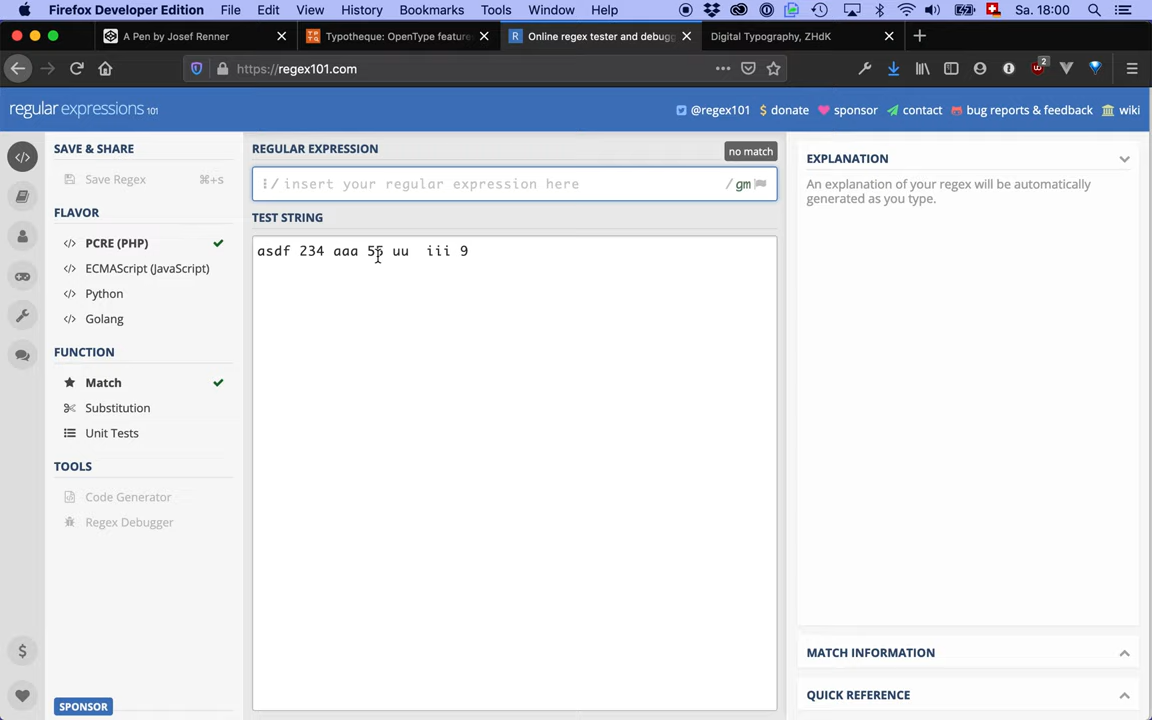 Firefox Developer Edition File Edit View History Bookmarks Tools Window Help 2 Sa. 18:00
A Pen by Josef Renner
Typotheque: OpenType feature
Online regex tester and debugg
Digital Typography, ZHdK
https://regex101.com
regular expressions 101
@regex101 $ donate sponsor contact bug reports & feedback wiki
SAVE & SHARE
Save Regex ⌘+s
FLAVOR
</> PCRE (PHP)
</> ECMAScript (JavaScript)
</> Python
</> Golang
FUNCTION
Match
Substitution
Unit Tests
TOOLS
Code Generator
Regex Debugger
SPONSOR
REGULAR EXPRESSION
no match
/ insert your regular expression here / gm
TEST STRING
asdf 234 aaa 55 uu  iii 9
EXPLANATION
An explanation of your regex will be automatically
generated as you type.
MATCH INFORMATION
QUICK REFERENCE